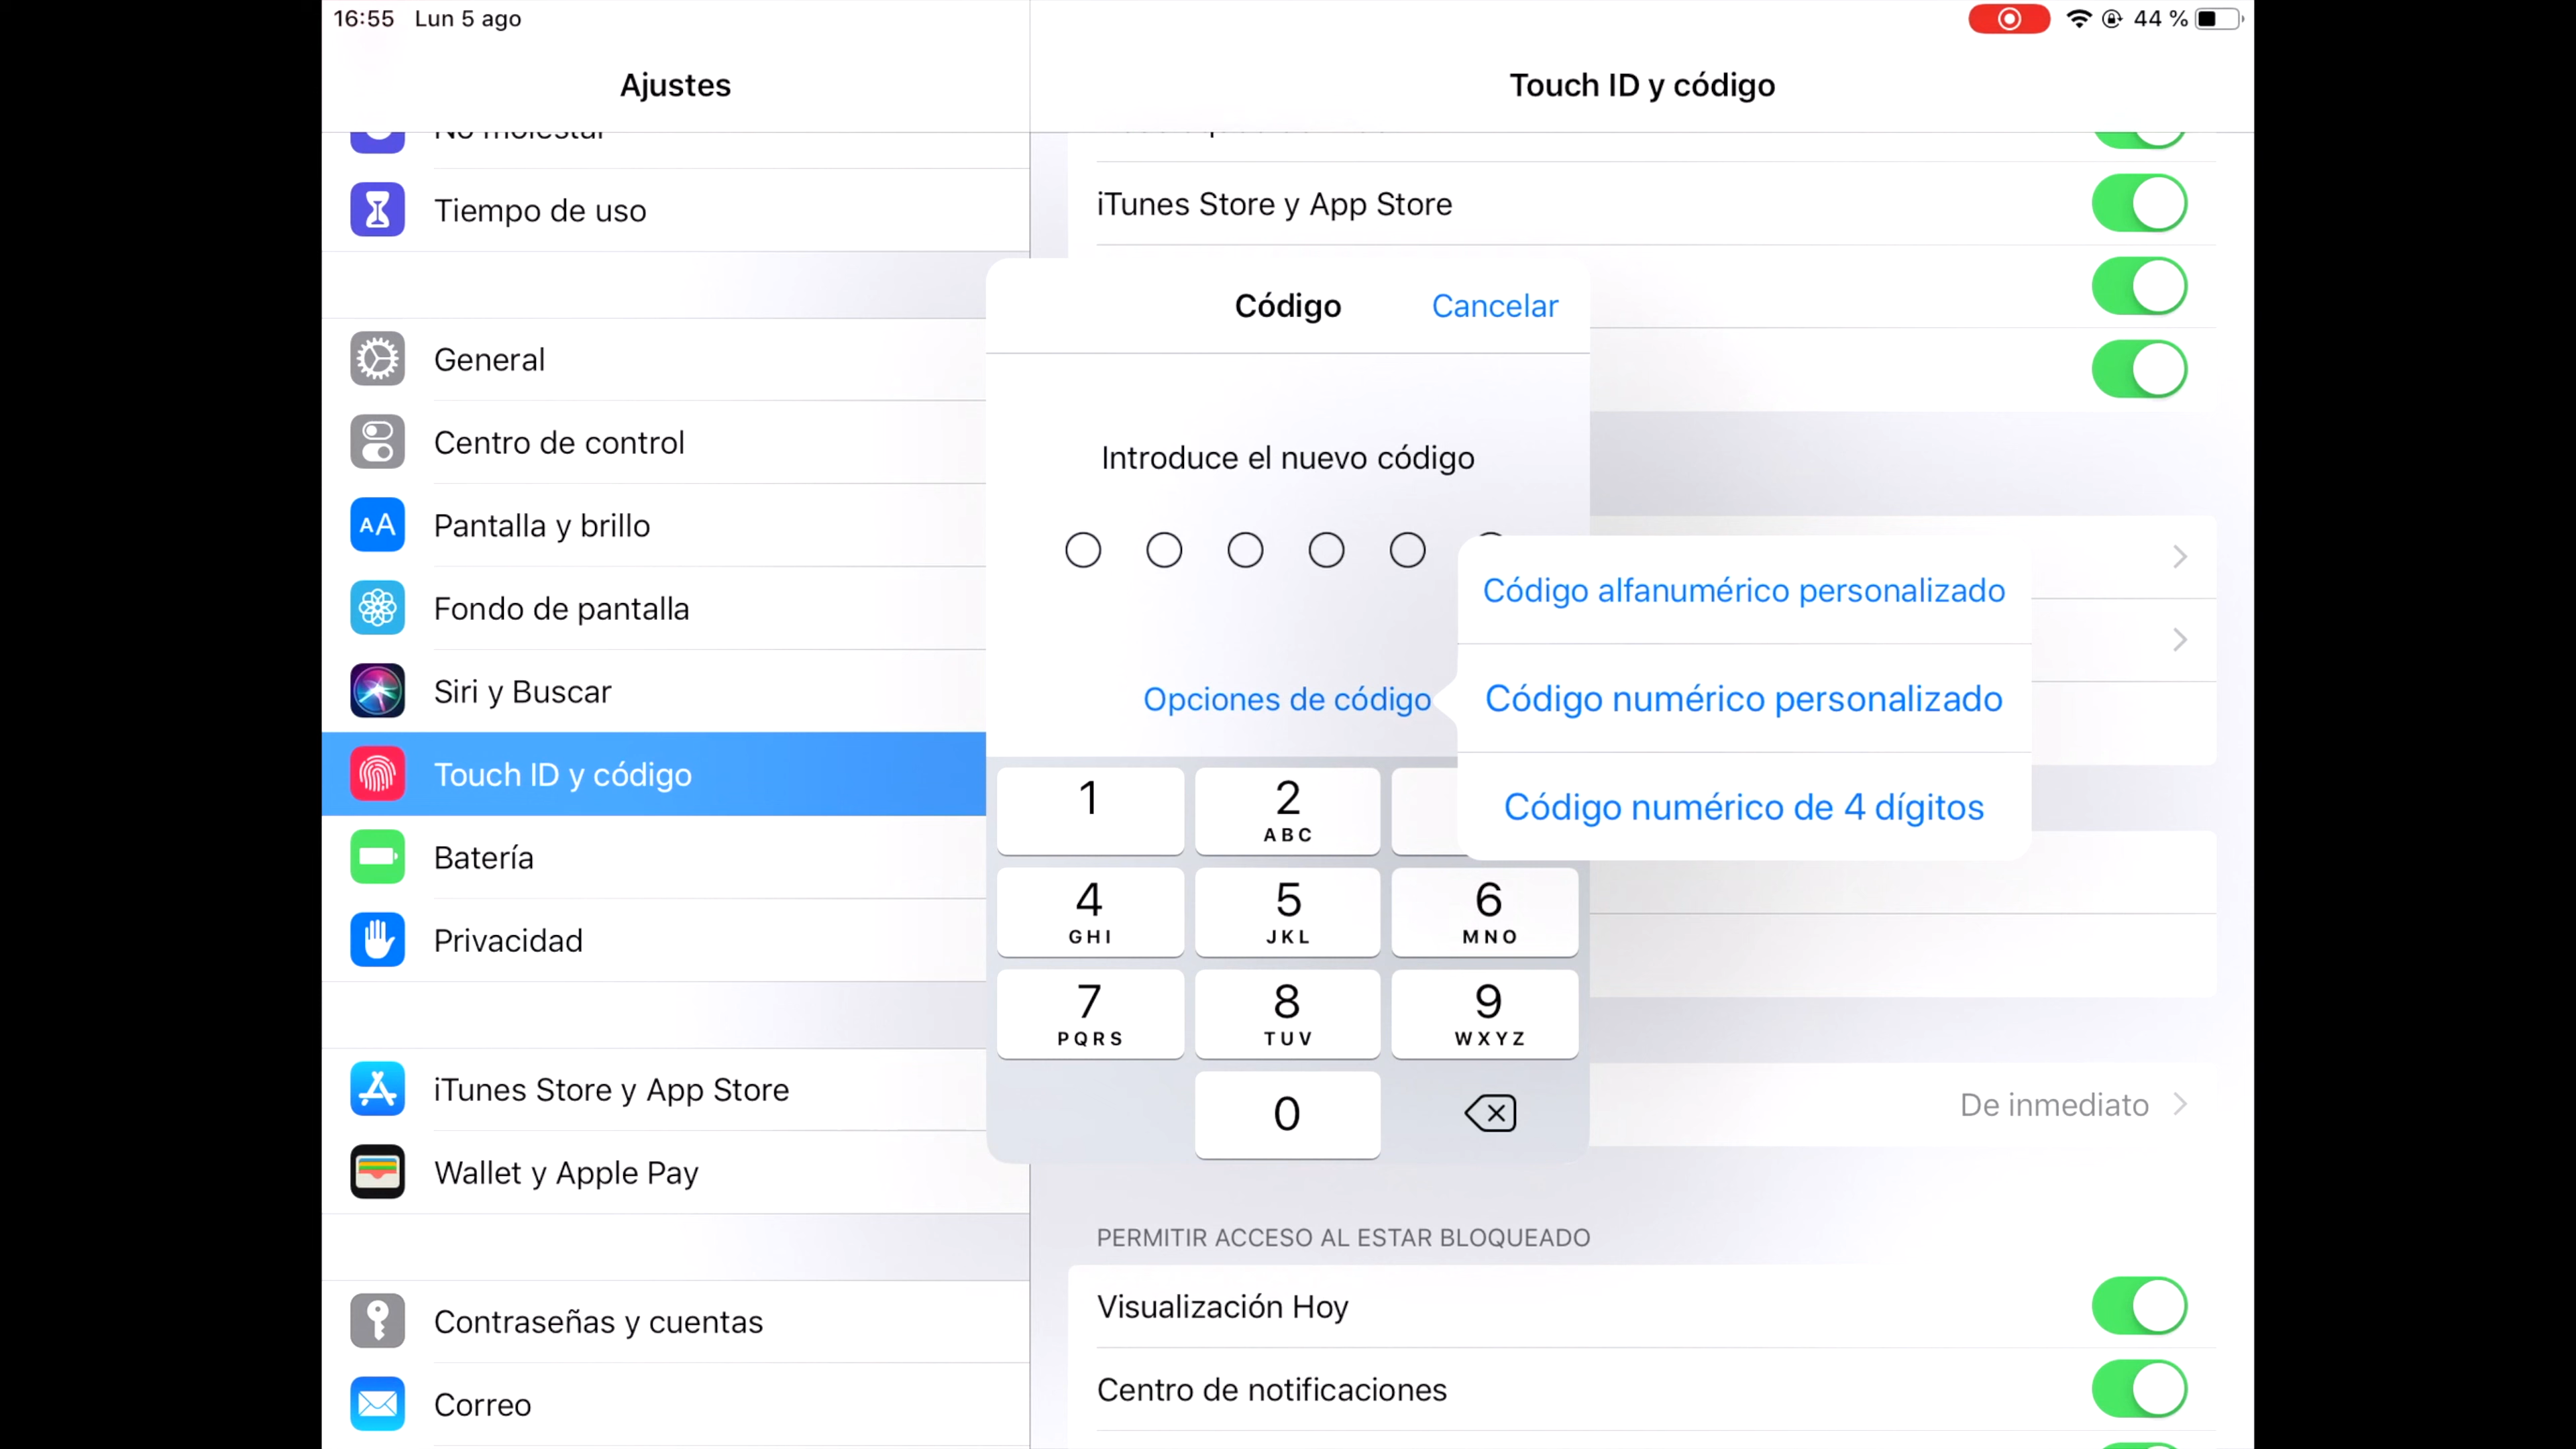 16:55 Lun 5 ago
44 %
Ajustes
No molestar
Tiempo de uso
General
Centro de control
Pantalla y brillo
AA
Fondo de pantalla
Siri y Buscar
Touch ID y código
Batería
Privacidad
iTunes Store y App Store
Wallet y Apple Pay
Contraseñas y cuentas
Correo
Touch ID y código
iTunes Store y App Store
Código
Cancelar
Introduce el nuevo código
Opciones de código
Código alfanumérico personalizado
Código numérico personalizado
Código numérico de 4 dígitos
1
2
ABC
4
GHI
5
JKL
6
MNO
7
PQRS
8
TUV
9
WXYZ
0
De inmediato
PERMITIR ACCESO AL ESTAR BLOQUEADO
Visualización Hoy
Centro de notificaciones